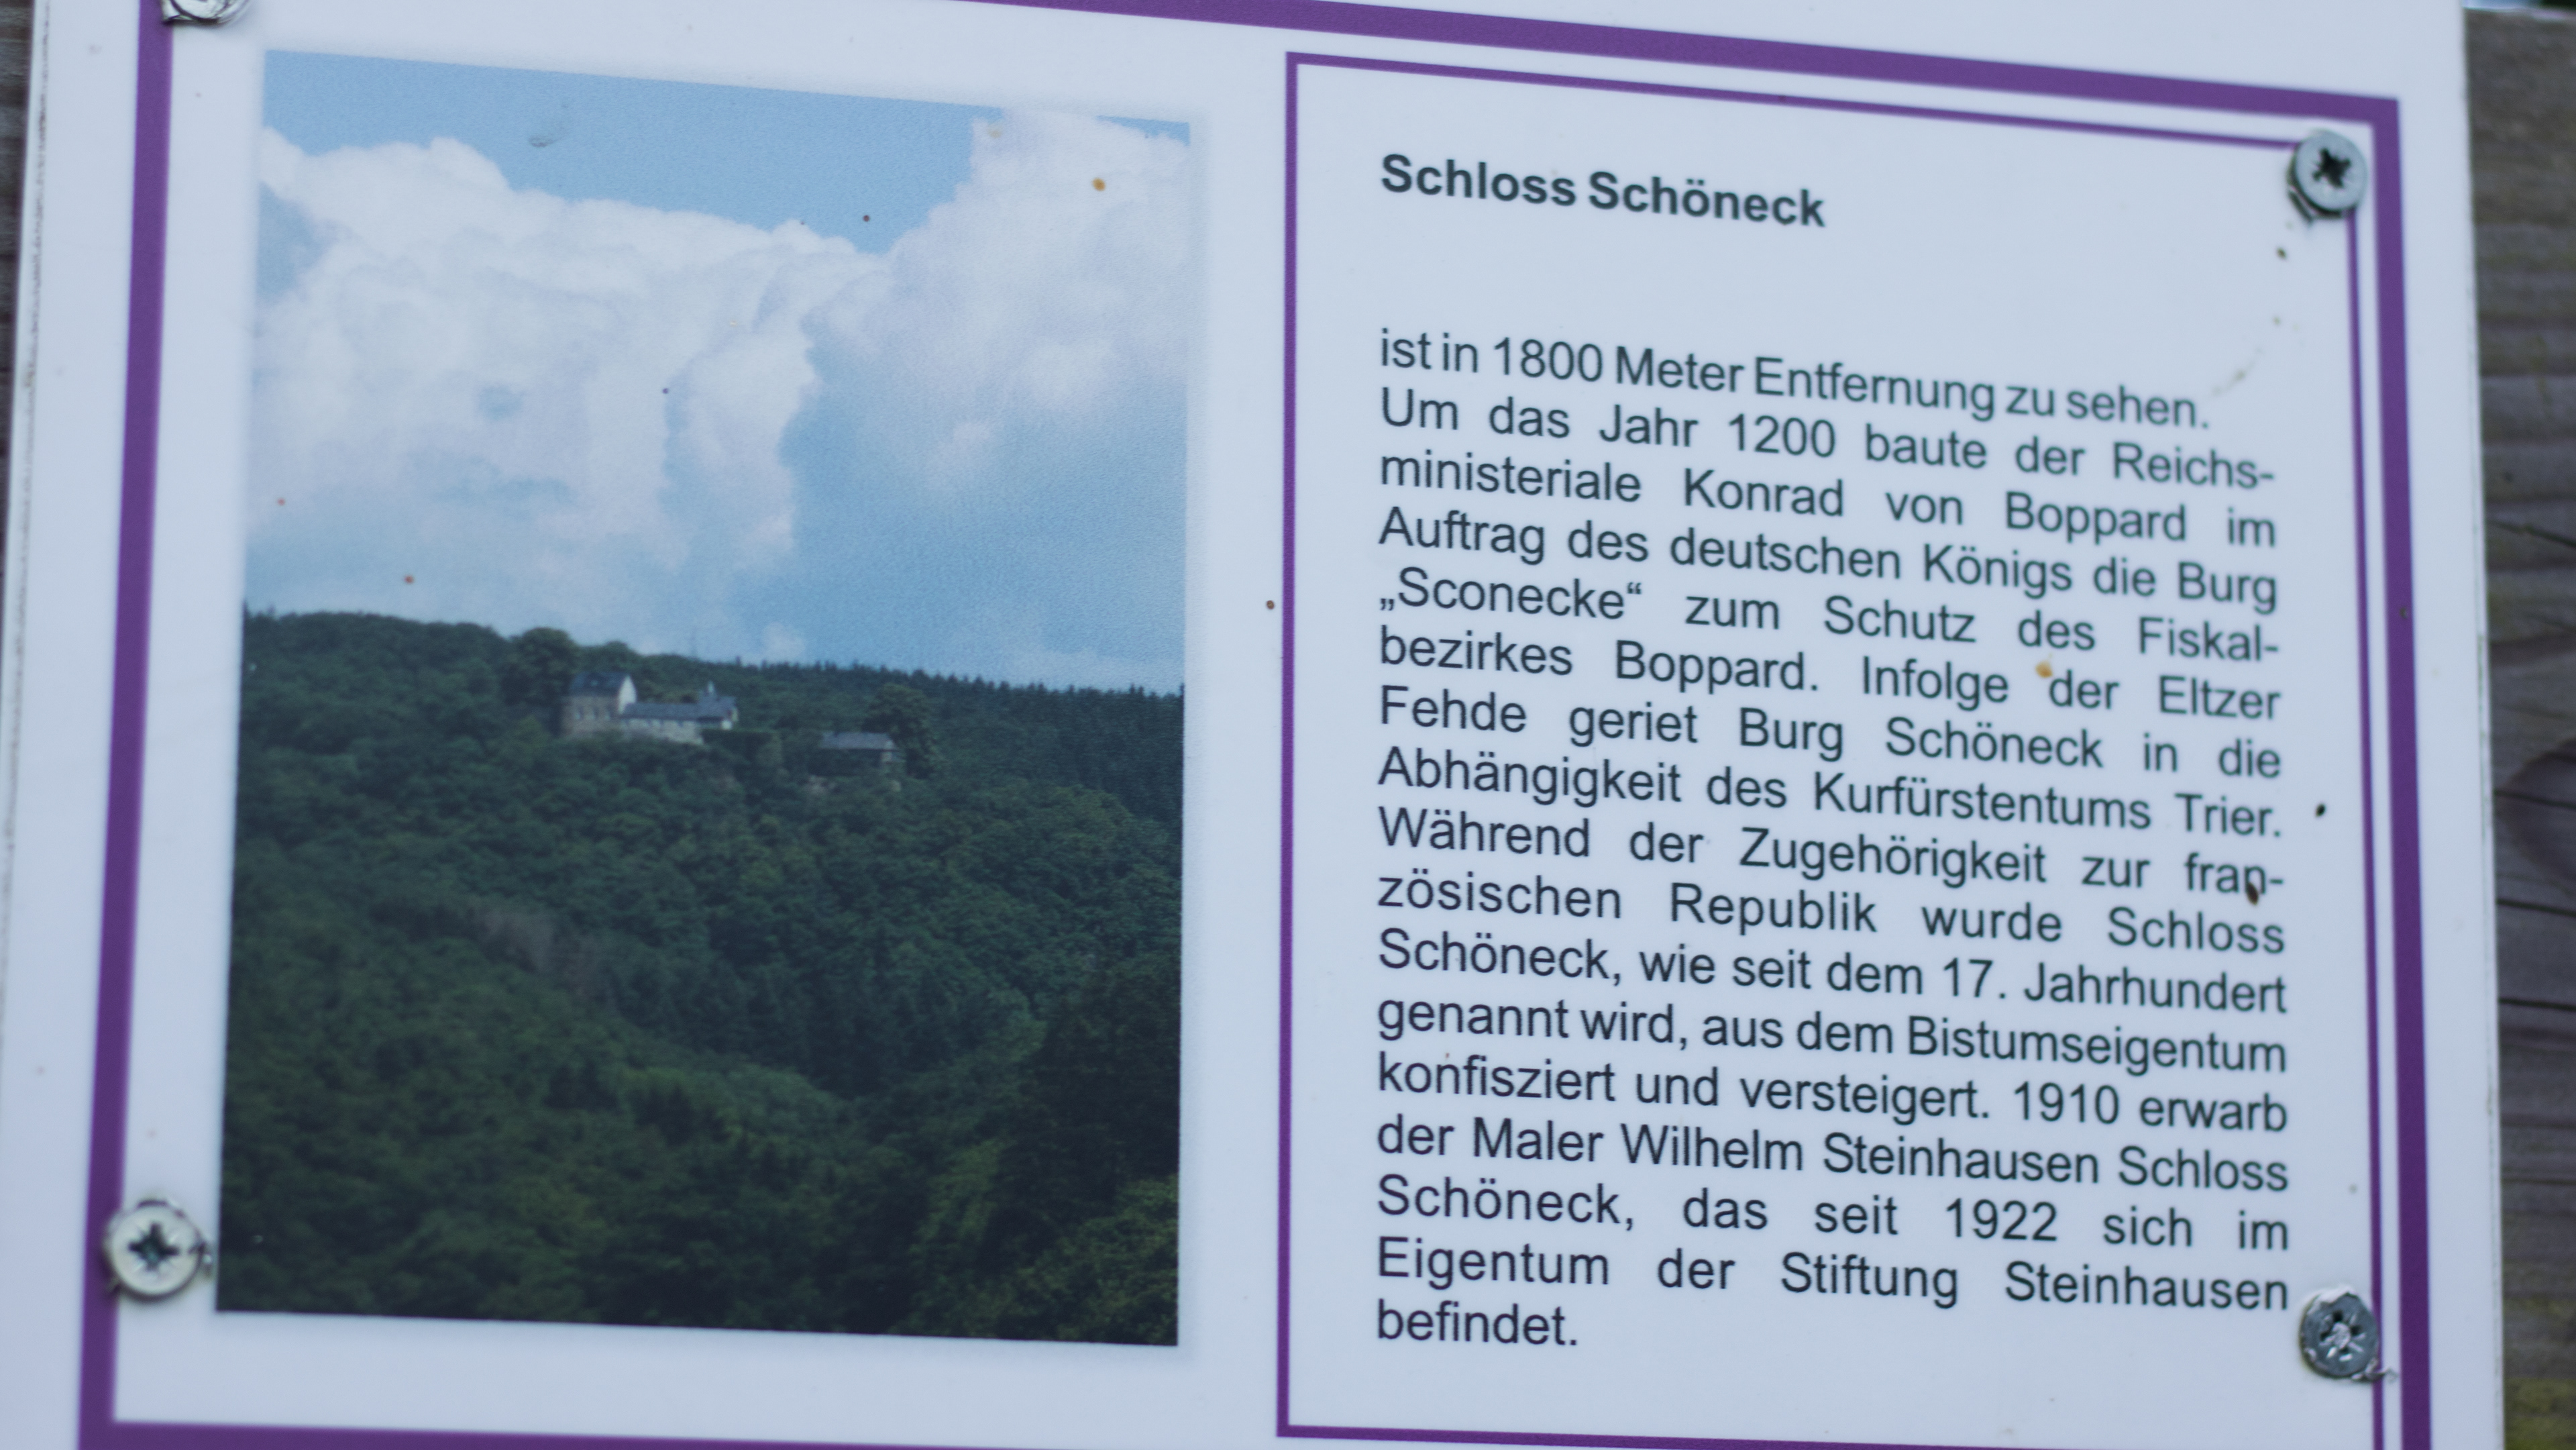 Schloss Schöneck
ist in 1800 Meter Entfernung zu sehen.
Um das Jahr 1200 baute der Reichs-
ministeriale Konrad von Boppard im
Auftrag des deutschen Königs die Burg
„Sconecke“ zum Schutz des Fiskal-
bezirkes Boppard. Infolge der Eltzer
Fehde geriet Burg Schöneck in die
Abhängigkeit des Kurfürstentums Trier.
Während der Zugehörigkeit zur fran-
zösischen Republik wurde Schloss
Schöneck, wie seit dem 17. Jahrhundert
genannt wird, aus dem Bistumseigentum
konfisziert und versteigert. 1910 erwarb
der Maler Wilhelm Steinhausen Schloss
Schöneck, das seit 1922 sich im
Eigentum der Stiftung Steinhausen
befindet.